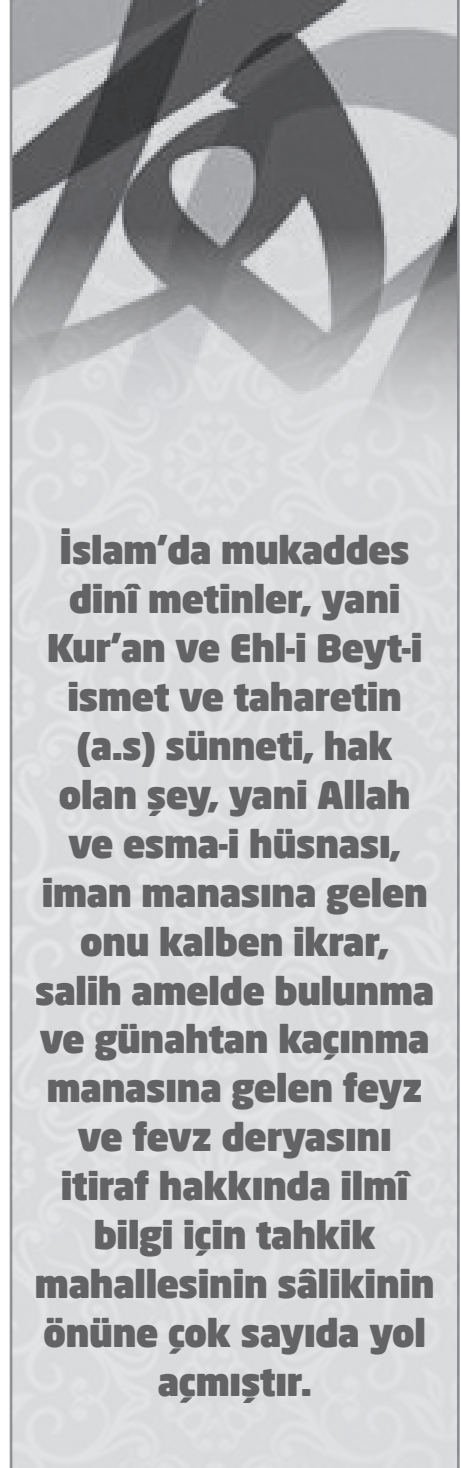 İslam’da mukaddes
dinî metinler, yani
Kur’an ve Ehl-i Beyt-i
ismet ve taharetin
(a.s) sünneti, hak
olan şey, yani Allah
ve esma-i hüsnası,
iman manasına gelen
onu kalben ikrar,
salih amelde bulunma
ve günahtan kaçınma
manasına gelen feyz
ve fevz deryasını
itiraf hakkında ilmî
bilgi için tahkik
mahallesinin sâlikinin
önüne çok sayıda yol
açmıştır.